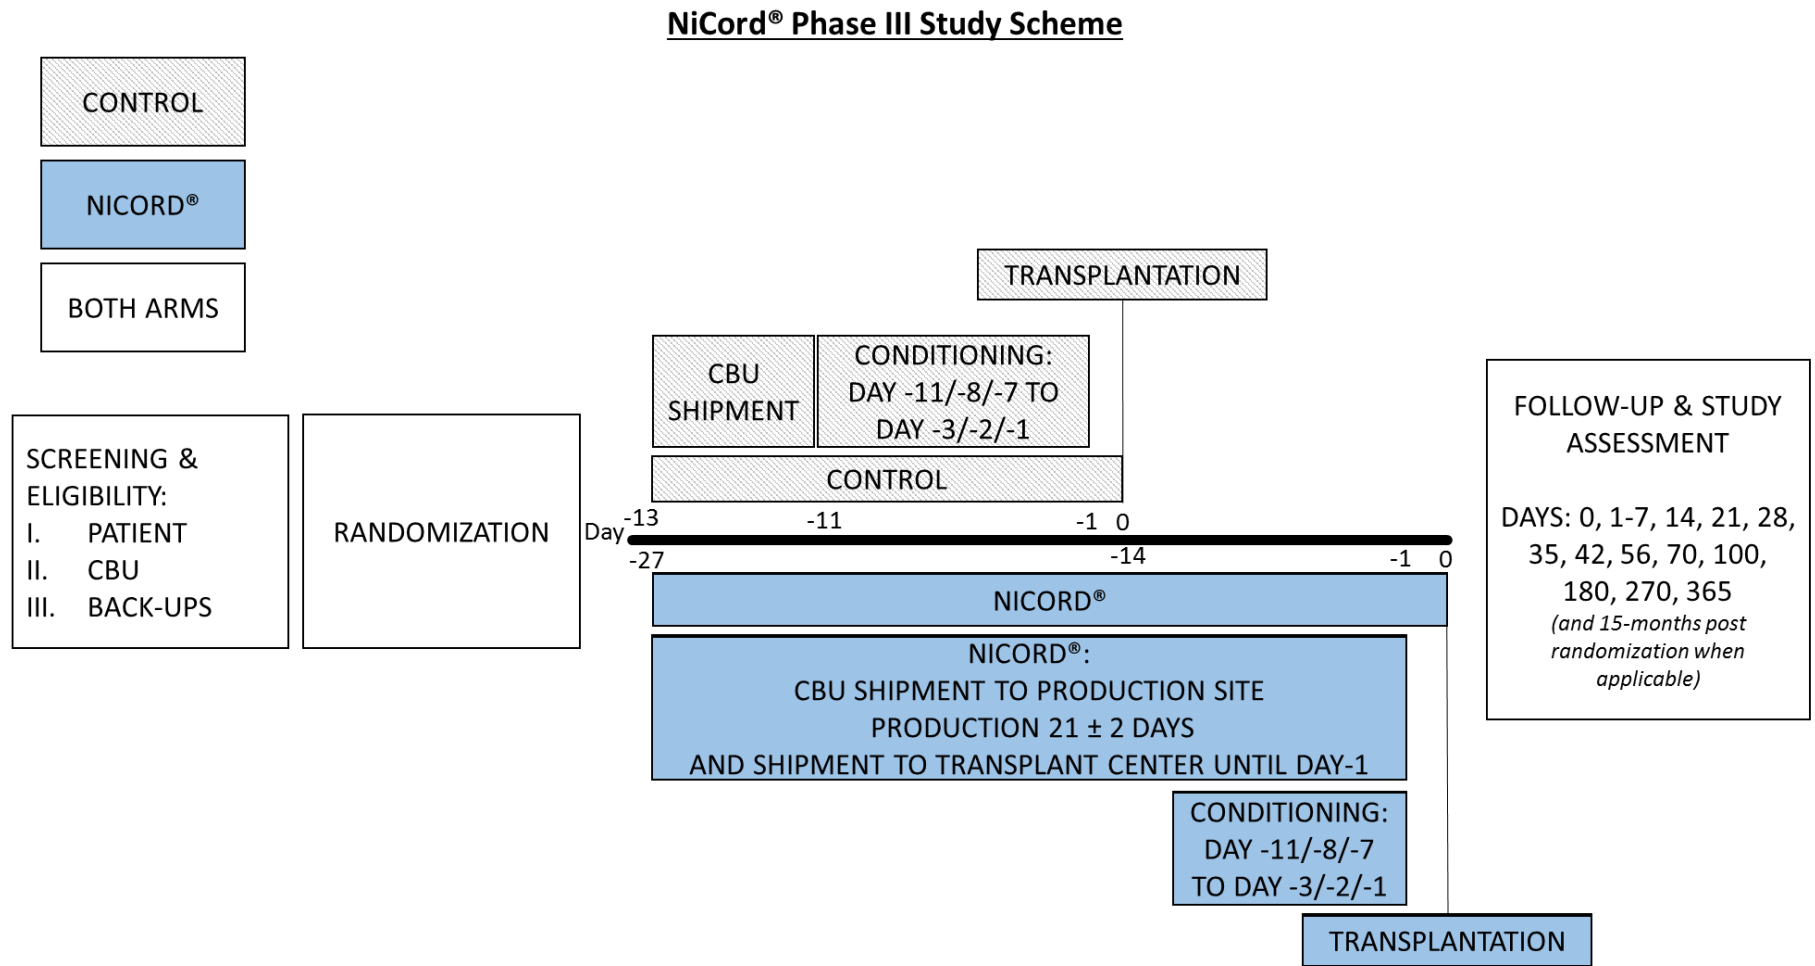 NiCord® Phase III Study Scheme
CONTROL
NICORD®
BOTH ARMS
TRANSPLANTATION
CBU
SHIPMENT
CONDITIONING:
DAY -11/-8/-7 TO
DAY -3/-2/-1
CONTROL
SCREENING &
ELIGIBILITY:
I. PATIENT
II. CBU
III. BACK-UPS
RANDOMIZATION
Day
-13
-11
-1
0
-27
-14
-1
0
NICORD®
NICORD®:
CBU SHIPMENT TO PRODUCTION SITE
PRODUCTION 21 ± 2 DAYS
AND SHIPMENT TO TRANSPLANT CENTER UNTIL DAY-1
CONDITIONING:
DAY -11/-8/-7
TO DAY -3/-2/-1
TRANSPLANTATION
FOLLOW-UP & STUDY
ASSESSMENT
DAYS: 0, 1-7, 14, 21, 28,
35, 42, 56, 70, 100,
180, 270, 365
(and 15-months post
randomization when
applicable)